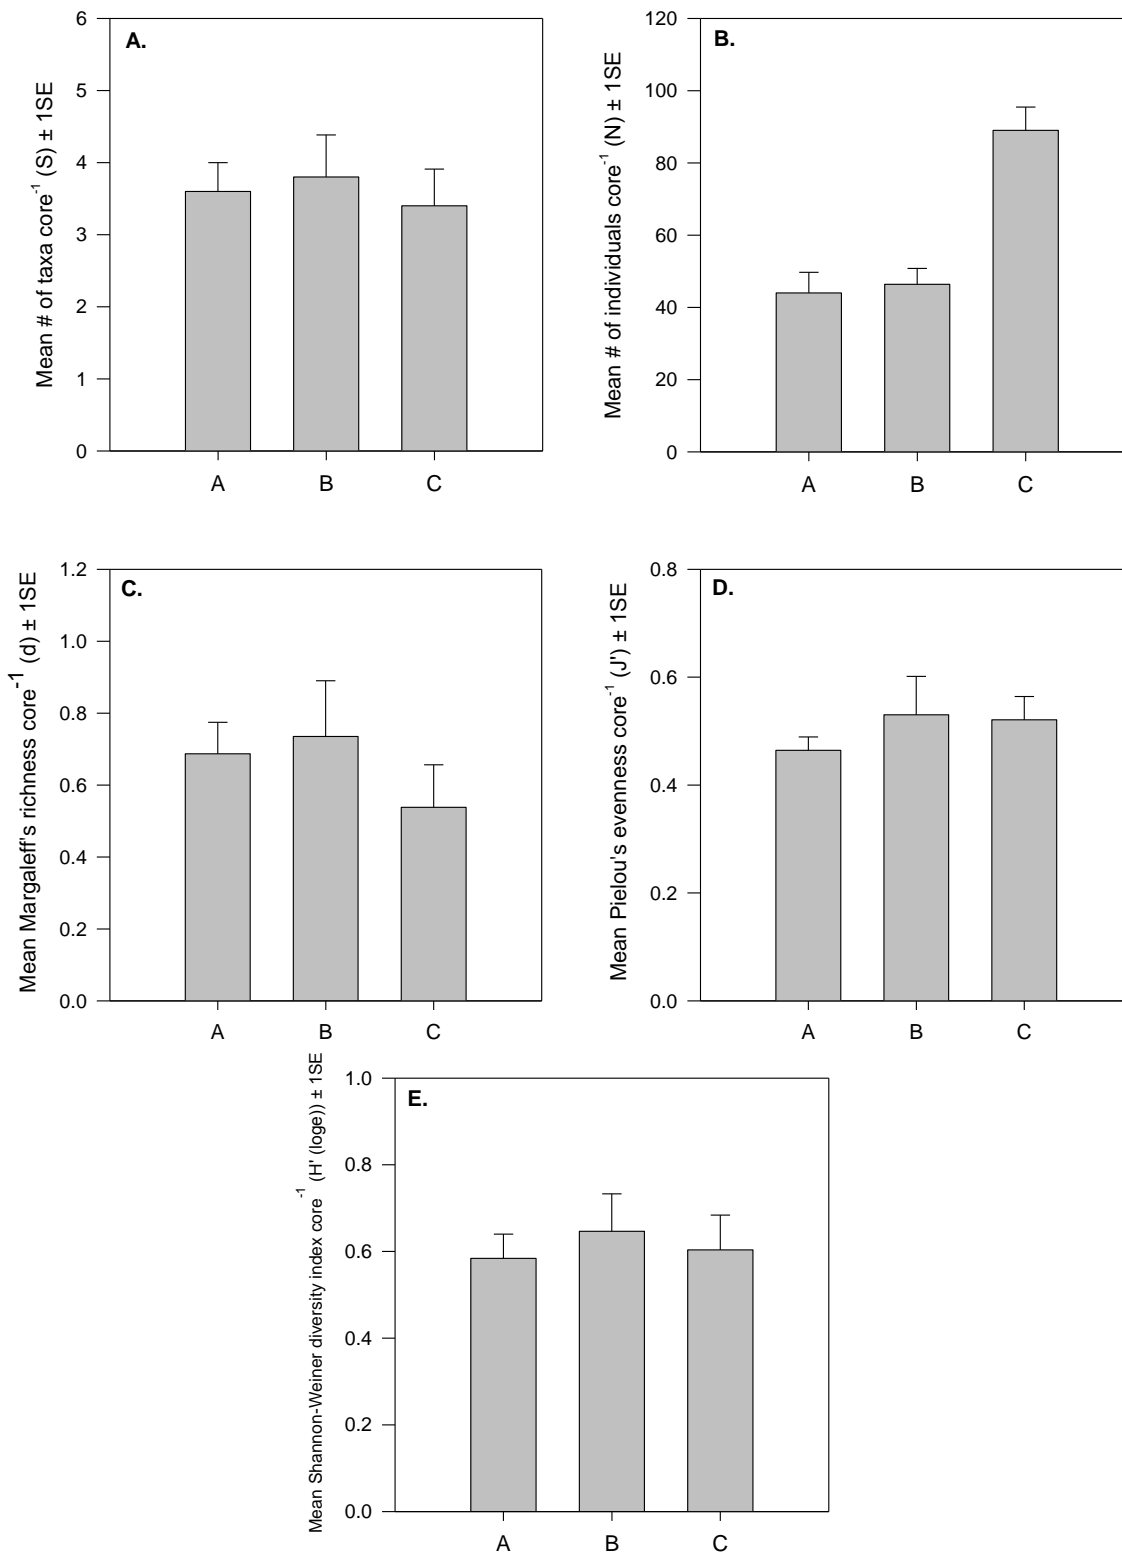 A.
Mean # of taxa core-1 (S) ± 1SE
6
5
4
3
2
1
0
A B C
B.
Mean # of individuals core-1 (N) ± 1SE
120
100
80
60
40
20
0
A B C
C.
Mean Margaleff's richness core-1 (d) ± 1SE
1.2
1.0
0.8
0.6
0.4
0.2
0.0
A B C
D.
Mean Pielou's evenness core-1 (J') ± 1SE
0.8
0.6
0.4
0.2
0.0
A B C
E.
Mean Shannon-Weiner diversity index core-1 (H' (loge)) ± 1SE
1.0
0.8
0.6
0.4
0.2
0.0
A B C